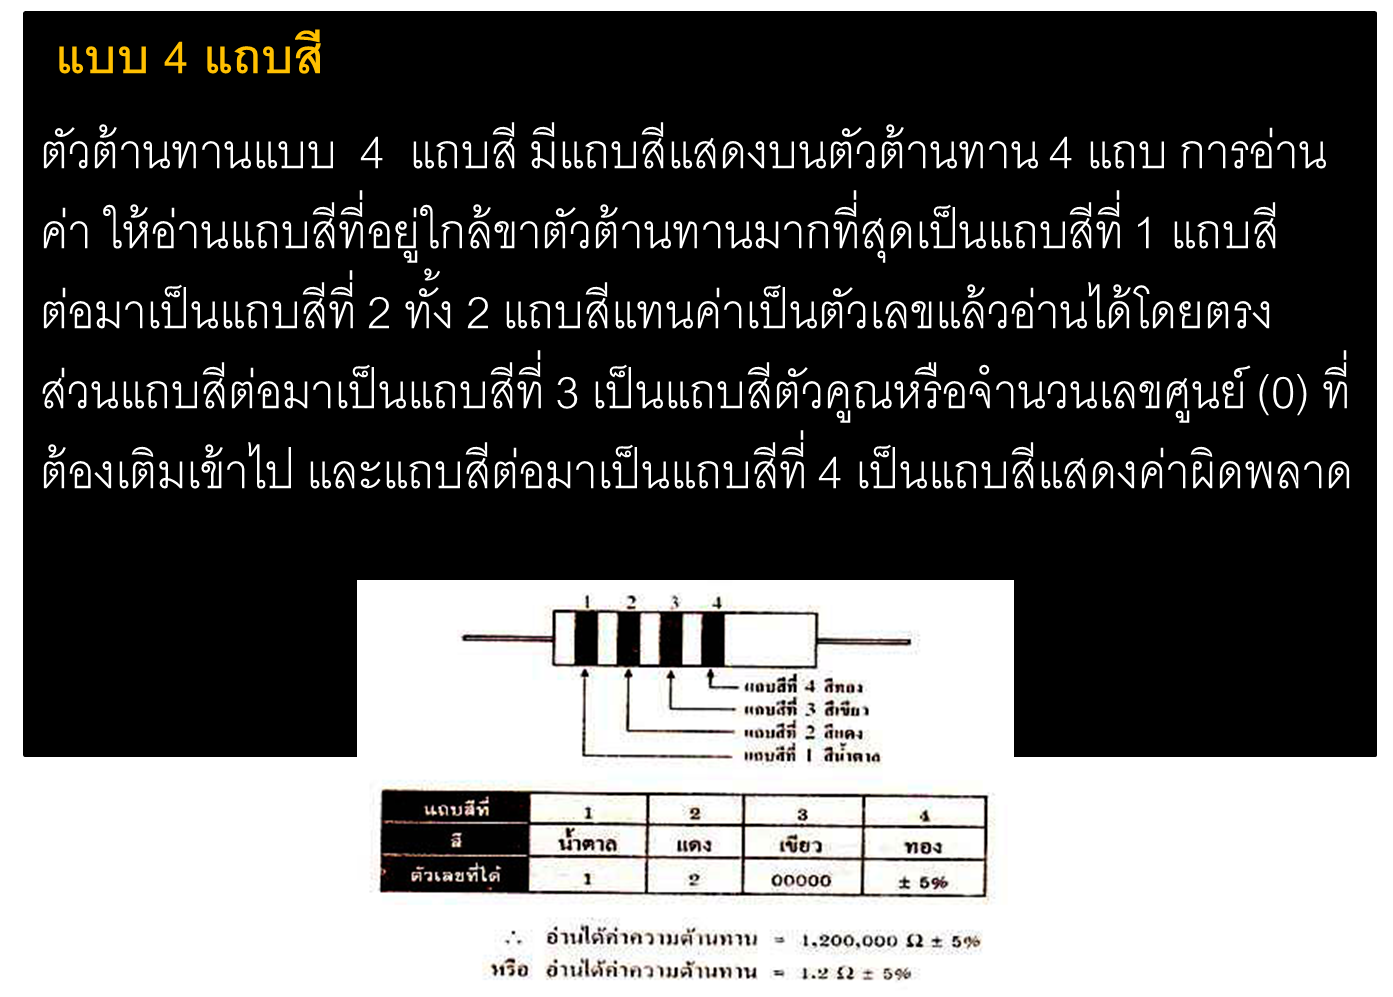 แบบ 4 แถบสี
ตัวต้านทานแบบ 4 แถบสี มีแถบสีแสดงบนตัวต้านทาน 4 แถบ การอ่าน
ค่า ให้อ่านแถบสีที่อยู่ใกล้ขาตัวต้านทานมากที่สุดเป็นแถบสีที่ 1 แถบสี
ต่อมาเป็นแถบสีที่ 2 ทั้ง 2 แถบสีแทนค่าเป็นตัวเลขแล้วอ่านได้โดยตรง
ส่วนแถบสีต่อมาเป็นแถบสีที่ 3 เป็นแถบสีตัวคูณหรือจำนวนเลขศูนย์ (0) ที่
ต้องเติมเข้าไป และแถบสีต่อมาเป็นแถบสีที่ 4 เป็นแถบสีแสดงค่าผิดพลาด
1 2 3 4
แถบสีที่ 4 สีทอง
แถบสีที่ 3 สีเขียว
แถบสีที่ 2 สีแดง
แถบสีที่ 1 สีน้ำตาล
แถบสีที่ 1 2 3 4
สี น้ำตาล แดง เขียว ทอง
ตัวเลขที่ได้ 1 2 00000 ± 5%
∴ อ่านได้ค่าความต้านทาน = 1,200,000 Ω ± 5%
หรือ อ่านได้ค่าความต้านทาน = 1.2 Ω ± 5%